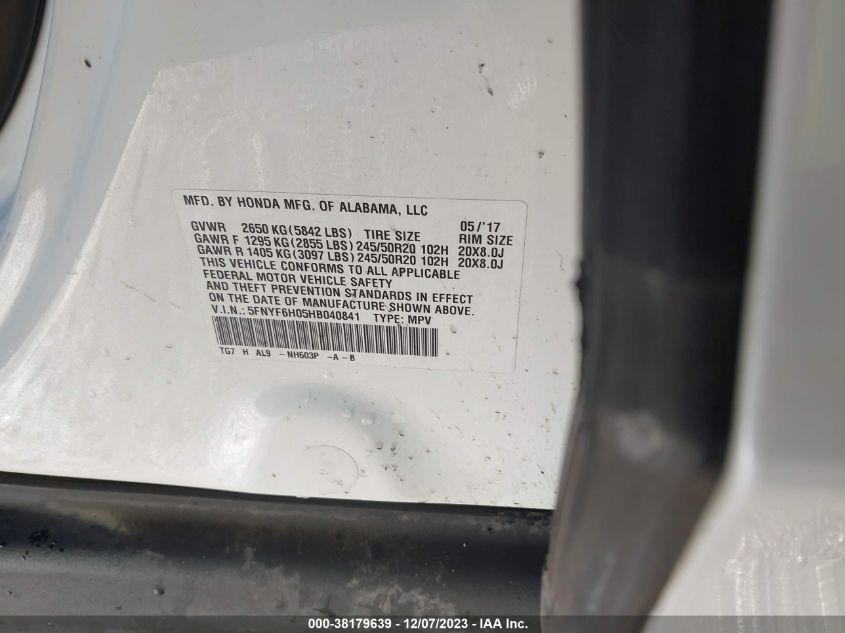 MFD. BY HONDA MFG. OF ALABAMA, LLC 05/'17
GVWR 2650 KG(5842 LBS) TIRE SIZE RIM SIZE
GAWR F 1295 KG(2855 LBS)245/50R20 102H 20X8.0J
GAWR R 1405 KG(3097 LBS)245/50R20 102H 20X8.0J
THIS VEHICLE CONFORMS TO ALL APPLICABLE
FEDERAL MOTOR VEHICLE SAFETY
AND THEFT PREVENTION STANDARDS IN EFFECT
ON THE DATE OF MANUFACTURE SHOWN ABOVE.
V.I.N.: 5FNYF6H05HB040841 TYPE: MPV
TG7 H AL9 -NH603P -A-B
000-38179639 - 12/07/2023 - IAA Inc.